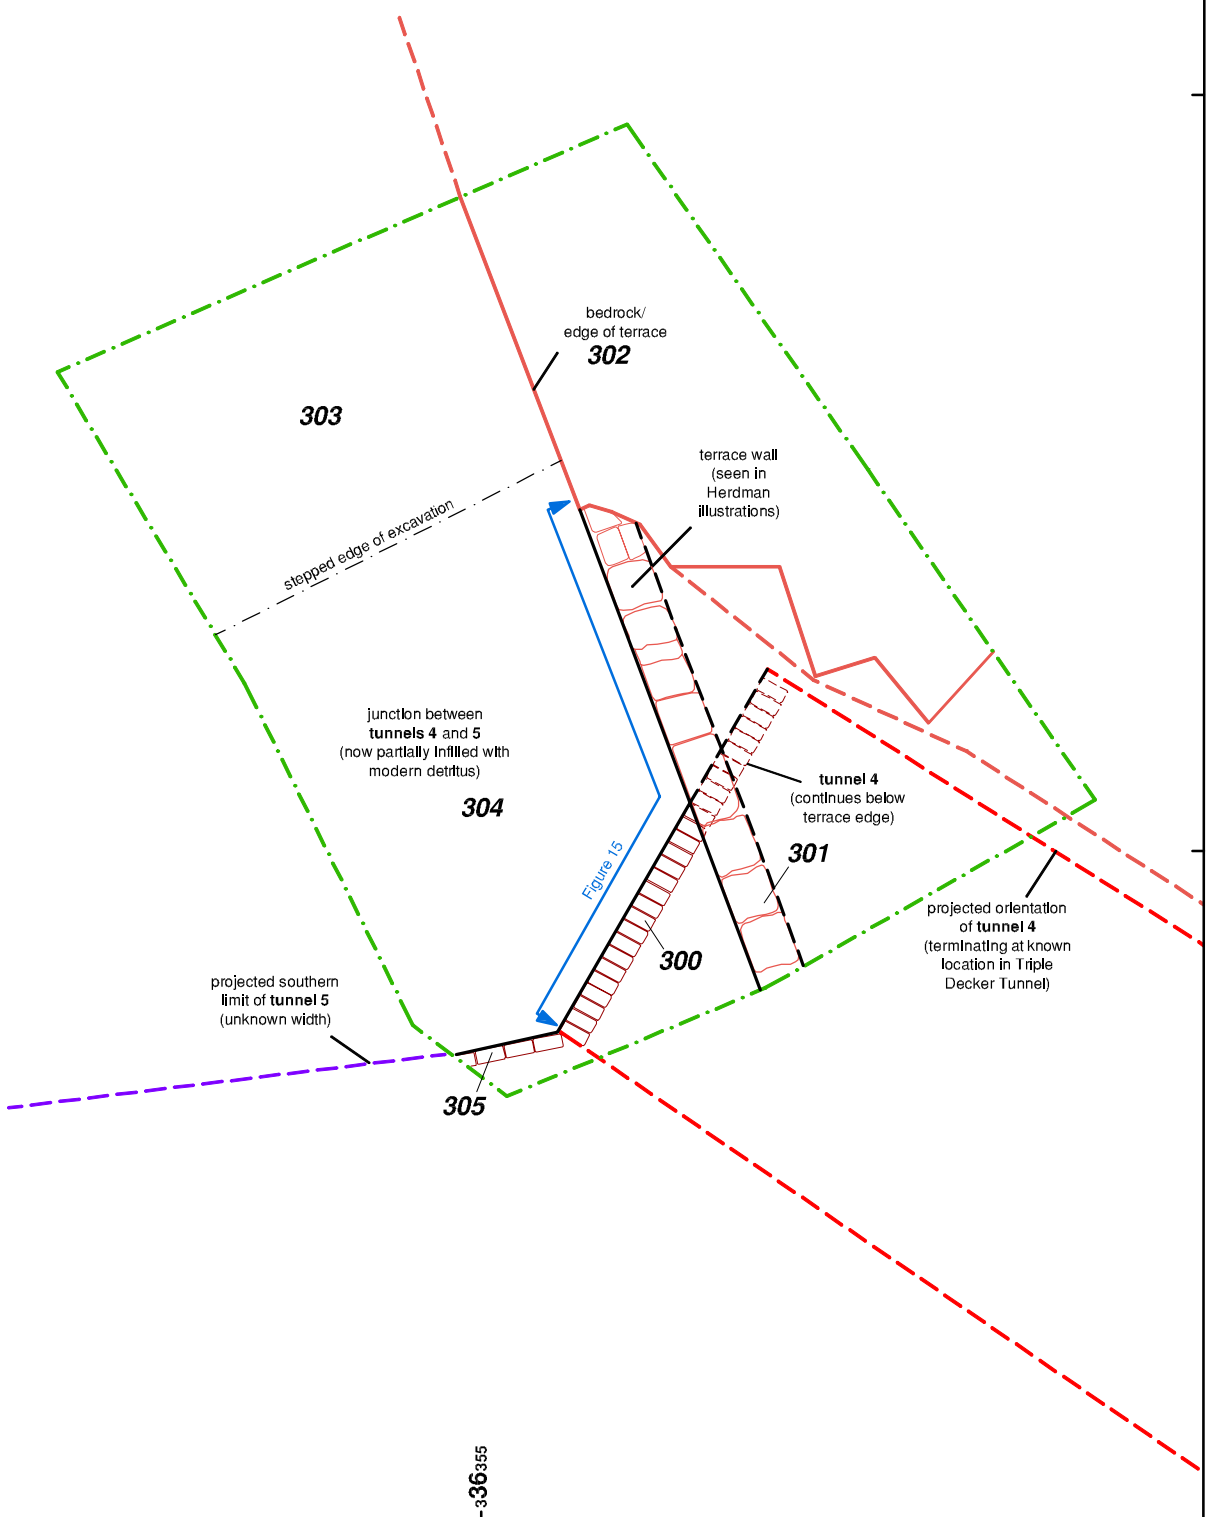 bedrock/
edge of terrace
302
303
terrace wall
(seen in
Herdman
illustrations)
stepped edge of excavation
junction between
tunnels 4 and 5
(now partially infilled with
modern detritus)
304
tunnel 4
(continues below
terrace edge)
301
Figure 15
projected orientation
of tunnel 4
(terminating at known
location in Triple
Decker Tunnel)
300
projected southern
limit of tunnel 5
(unknown width)
305
336355